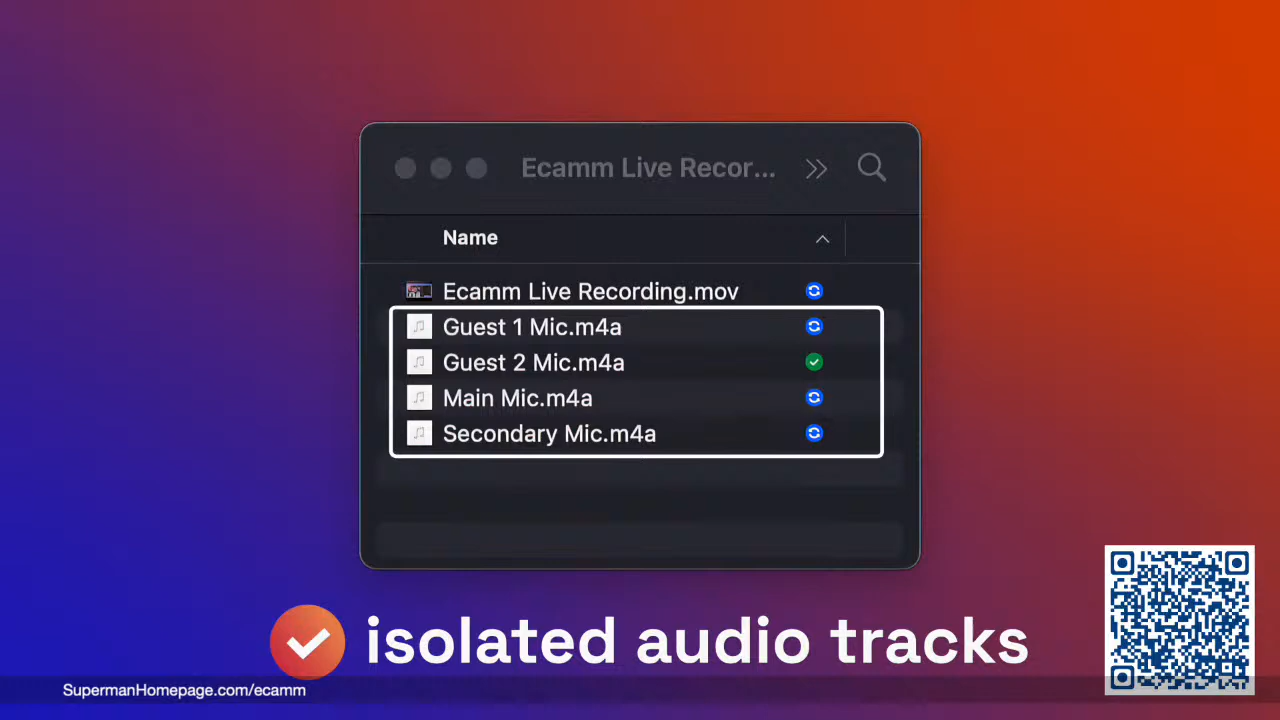 Ecamm Live Recor...
Name
Ecamm Live Recording.mov
Guest 1 Mic.m4a
Guest 2 Mic.m4a
Main Mic.m4a
Secondary Mic.m4a
isolated audio tracks
SupermanHomepage.com/ecamm